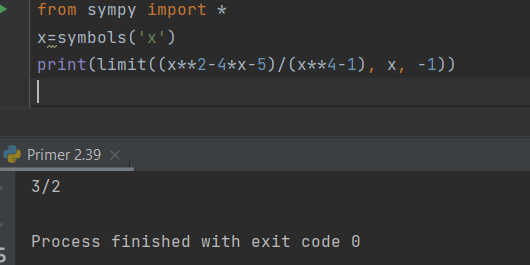 from sympy import *
x=symbols('x')
print(limit((x**2-4*x-5)/(x**4-1), x, -1))
Primer 2.39
3/2
Process finished with exit code 0